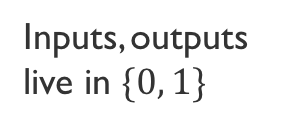 Inputs, outputs
live in {0, 1}